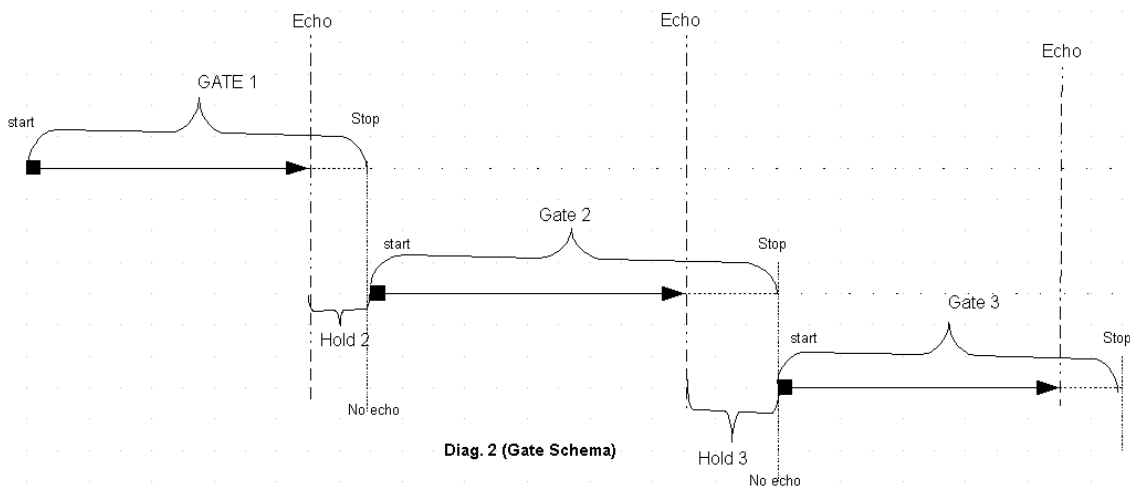 Echo
Echo
Echo
GATE 1
start
Stop
Gate 2
start
Stop
Gate 3
start
Stop
Hold 2
No echo
Diag. 2 (Gate Schema)
Hold 3
No echo